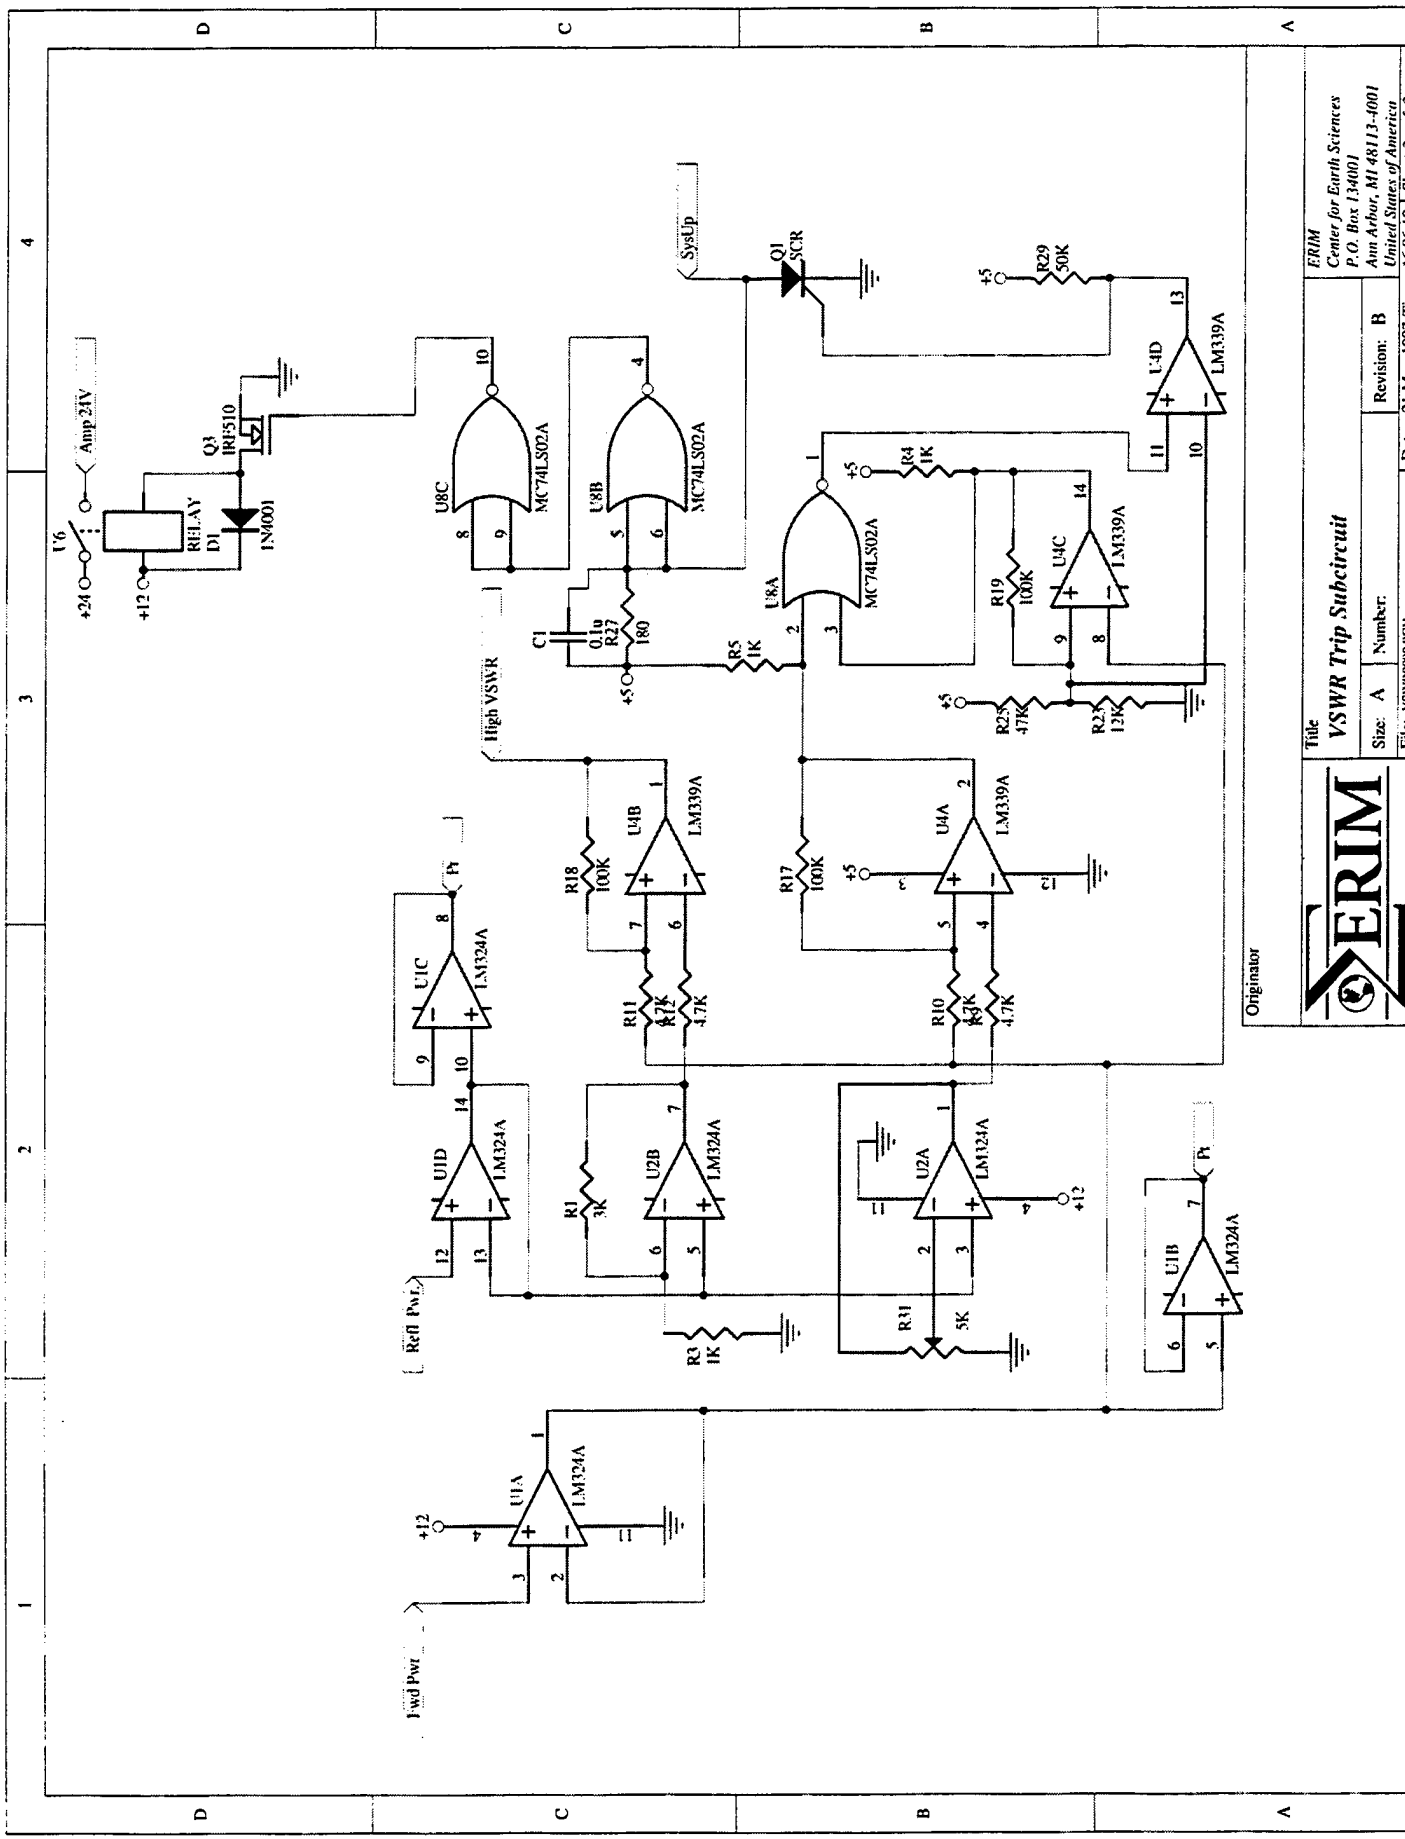 1
2
3
4
D
C
B
A
D
C
B
A
Fwd Pwr
+12
4
3
2
1
11
U1A
LM324A
Refl Pwr
12
13
14
U1D
LM324A
9
10
8
U1C
LM324A
Pr
R1
3K
6
5
7
U2B
LM324A
R3
1K
R31
5K
11
2
3
1
4
+12
U2A
LM324A
6
5
7
U1B
LM324A
R11
4.7K
R12
4.7K
R18
100K
7
6
1
U4B
LM339A
High VSWR
R10
4.7K
4.7K
R17
100K
+5
3
5
4
2
12
U4A
LM339A
+24
U6
Amp 24V
+12
RELAY
D1
1N4001
Q3
IRF510
U8C
8
9
10
MC74LS02A
U8B
5
6
4
MC74LS02A
C1
0.1u
R27
180
+5
R5
1K
SysUp
Q1
SCR
U8A
2
3
1
MC74LS02A
+5
R4
1K
R19
100K
9
8
14
U4C
LM339A
+5
R25
47K
R23
12K
+5
R29
50K
11
10
13
U4D
LM339A
Originator
ERIM
Title
VSWR Trip Subcircuit
Size: A
Number:
Revision: B
ERIM
Center for Earth Sciences
P.O. Box 134001
Ann Arbor, MI 48113-4001
United States of America